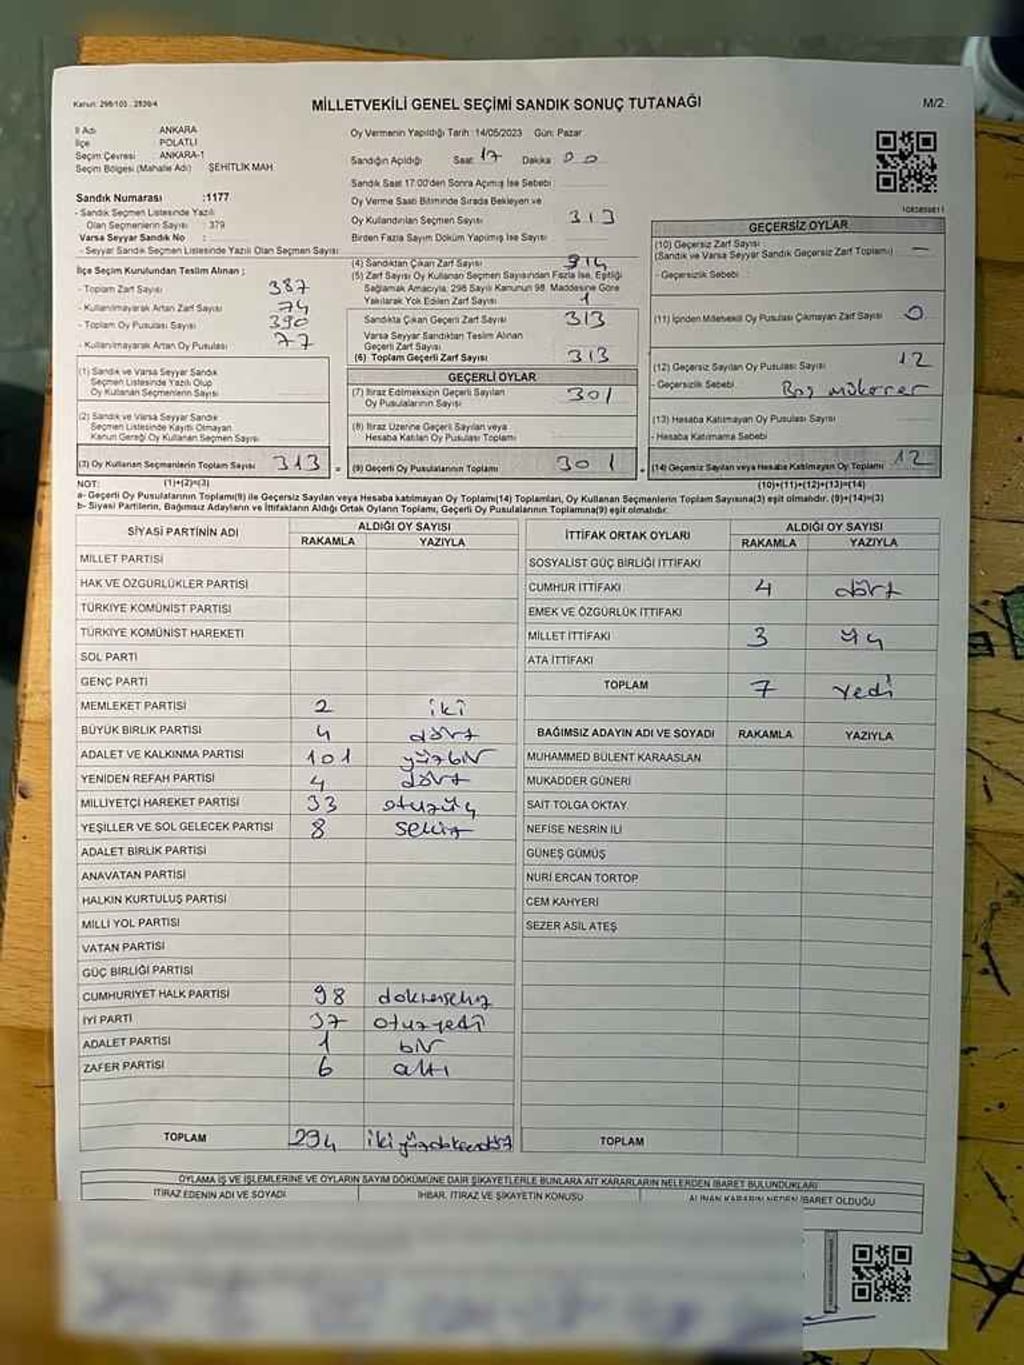 Kanun: 298/105 - 2839/4
MİLLETVEKİLİ GENEL SEÇİMİ SANDIK SONUÇ TUTANAĞI
M/2
İl Adı ANKARA
İlçe POLATLI
Seçim Çevresi ANKARA-1
Seçim Bölgesi (Mahalle Adı) ŞEHİTLİK MAH
Sandık Numarası :1177
- Sandık Seçmen Listesinde Yazılı
Olan Seçmenlerin Sayısı : 379
Varsa Seyyar Sandık No :
- Seyyar Sandık Seçmen Listesinde Yazılı Olan Seçmen Sayısı
İlçe Seçim Kurulundan Teslim Alınan ;
- Toplam Zarf Sayısı 387
- Kullanılmayarak Artan Zarf Sayısı 74
- Toplam Oy Pusulası Sayısı 390
- Kullanılmayarak Artan Oy Pusulası 77
(1) Sandık ve Varsa Seyyar Sandık
Seçmen Listesinde Yazılı Olup
Oy Kullanan Seçmen Sayısı
(2) Sandık ve Varsa Seyyar Sandık
Seçmen Listesinde Kayıtlı Olmayan
Kanun Gereği Oy Kullanan Seçmen Sayısı
(3) Oy Kullanan Seçmenlerin Toplam Sayısı 313 =
Oy Vermenin Yapıldığı Tarih :14/05/2023 Gün: Pazar
Sandığın Açıldığı Saat 17 Dakika 00
Sandık Saat 17:00'den Sonra Açılmış İse Sebebi :
Oy Verme Saati Bitiminde Sırada Bekleyen ve
Oy Kullandırılan Seçmen Sayısı 313
Birden Fazla Sayım Döküm Yapılmış İse Sayısı
(4) Sandıktan Çıkan Zarf Sayısı 314
(5) Zarf Sayısı Oy Kullanan Seçmen Sayısından Fazla İse, Eşitliği
Sağlamak Amacıyla, 298 Sayılı Kanunun 98. Maddesine Göre
Yakılarak Yok Edilen Zarf Sayısı 1
Sandıkta Çıkan Geçerli Zarf Sayısı 313
Varsa Seyyar Sandıktan Teslim Alınan
Geçerli Zarf Sayısı
(6) Toplam Geçerli Zarf Sayısı 313
GEÇERLİ OYLAR
(7) İtiraz Edilmeksizin Geçerli Sayılan
Oy Pusulalarının Sayısı 301
(8) İtiraz Üzerine Geçerli Sayılan veya
Hesaba Katılan Oy Pusulası Toplamı
(9) Geçerli Oy Pusulalarının Toplamı 301 +
1083859811
GEÇERSİZ OYLAR
(10) Geçersiz Zarf Sayısı : —
(Sandık ve Varsa Seyyar Sandık Geçersiz Zarf Toplamı)
- Geçersizlik Sebebi :
(11) İçinden Milletvekili Oy Pusulası Çıkmayan Zarf Sayısı 0
(12) Geçersiz Sayılan Oy Pusulası Sayısı 12
- Geçersizlik Sebebi Boş mükerrer
(13) Hesaba Katılmayan Oy Pusulası Sayısı
- Hesaba Katılmama Sebebi
(14) Geçersiz Sayılan veya Hesaba Katılmayan Oy Toplamı 12
NOT: (1)+(2)=(3) (10)+(11)+(12)+(13)=(14)
a- Geçerli Oy Pusulalarının Toplamı(9) ile Geçersiz Sayılan veya Hesaba katılmayan Oy Toplamı(14) Toplamları, Oy Kullanan Seçmenlerin Toplam Sayısına(3) eşit olmalıdır. (9)+(14)=(3)
b- Siyasi Partilerin, Bağımsız Adayların ve İttifakların Aldığı Ortak Oyların Toplamı, Geçerli Oy Pusulalarının Toplamına(9) eşit olmalıdır.
SİYASİ PARTİNİN ADI ALDIĞI OY SAYISI
RAKAMLA YAZIYLA
MİLLET PARTİSİ
HAK VE ÖZGÜRLÜKLER PARTİSİ
TÜRKİYE KOMÜNİST PARTİSİ
TÜRKİYE KOMÜNİST HAREKETİ
SOL PARTİ
GENÇ PARTİ
MEMLEKET PARTİSİ 2 iki
BÜYÜK BİRLİK PARTİSİ 4 dört
ADALET VE KALKINMA PARTİSİ 101 yüzbir
YENİDEN REFAH PARTİSİ 4 dört
MİLLİYETÇİ HAREKET PARTİSİ 33 otuzüç
YEŞİLLER VE SOL GELECEK PARTİSİ 8 sekiz
ADALET BİRLİK PARTİSİ
ANAVATAN PARTİSİ
HALKIN KURTULUŞ PARTİSİ
MİLLİ YOL PARTİSİ
VATAN PARTİSİ
GÜÇ BİRLİĞİ PARTİSİ
CUMHURİYET HALK PARTİSİ 98 doksansekiz
İYİ PARTİ 37 otuzyedi
ADALET PARTİSİ 1 bir
ZAFER PARTİSİ 6 altı
TOPLAM 294 ikiyüzdoksandört
İTTİFAK ORTAK OYLARI ALDIĞI OY SAYISI
RAKAMLA YAZIYLA
SOSYALİST GÜÇ BİRLİĞİ İTTİFAKI
CUMHUR İTTİFAKI 4 dört
EMEK VE ÖZGÜRLÜK İTTİFAKI
MİLLET İTTİFAKI 3 üç
ATA İTTİFAKI
TOPLAM 7 yedi
BAĞIMSIZ ADAYIN ADI VE SOYADI RAKAMLA YAZIYLA
MUHAMMED BÜLENT KARAASLAN
MUKADDER GÜNERİ
SAİT TOLGA OKTAY
NEFİSE NESRİN İLİ
GÜNEŞ GÜMÜŞ
NURİ ERCAN TORTOP
CEM KAHYERİ
SEZER ASİL ATEŞ
TOPLAM
OYLAMA İŞ VE İŞLEMLERİNE VE OYLARIN SAYIM DÖKÜMÜNE DAİR ŞİKAYETLERLE BUNLARA AİT KARARLARIN NELERDEN İBARET BULUNDUKLARI
İTİRAZ EDENİN ADI VE SOYADI İHBAR, İTİRAZ VE ŞİKAYETİN KONUSU ALINAN KARARIN NEDEN İBARET OLDUĞU